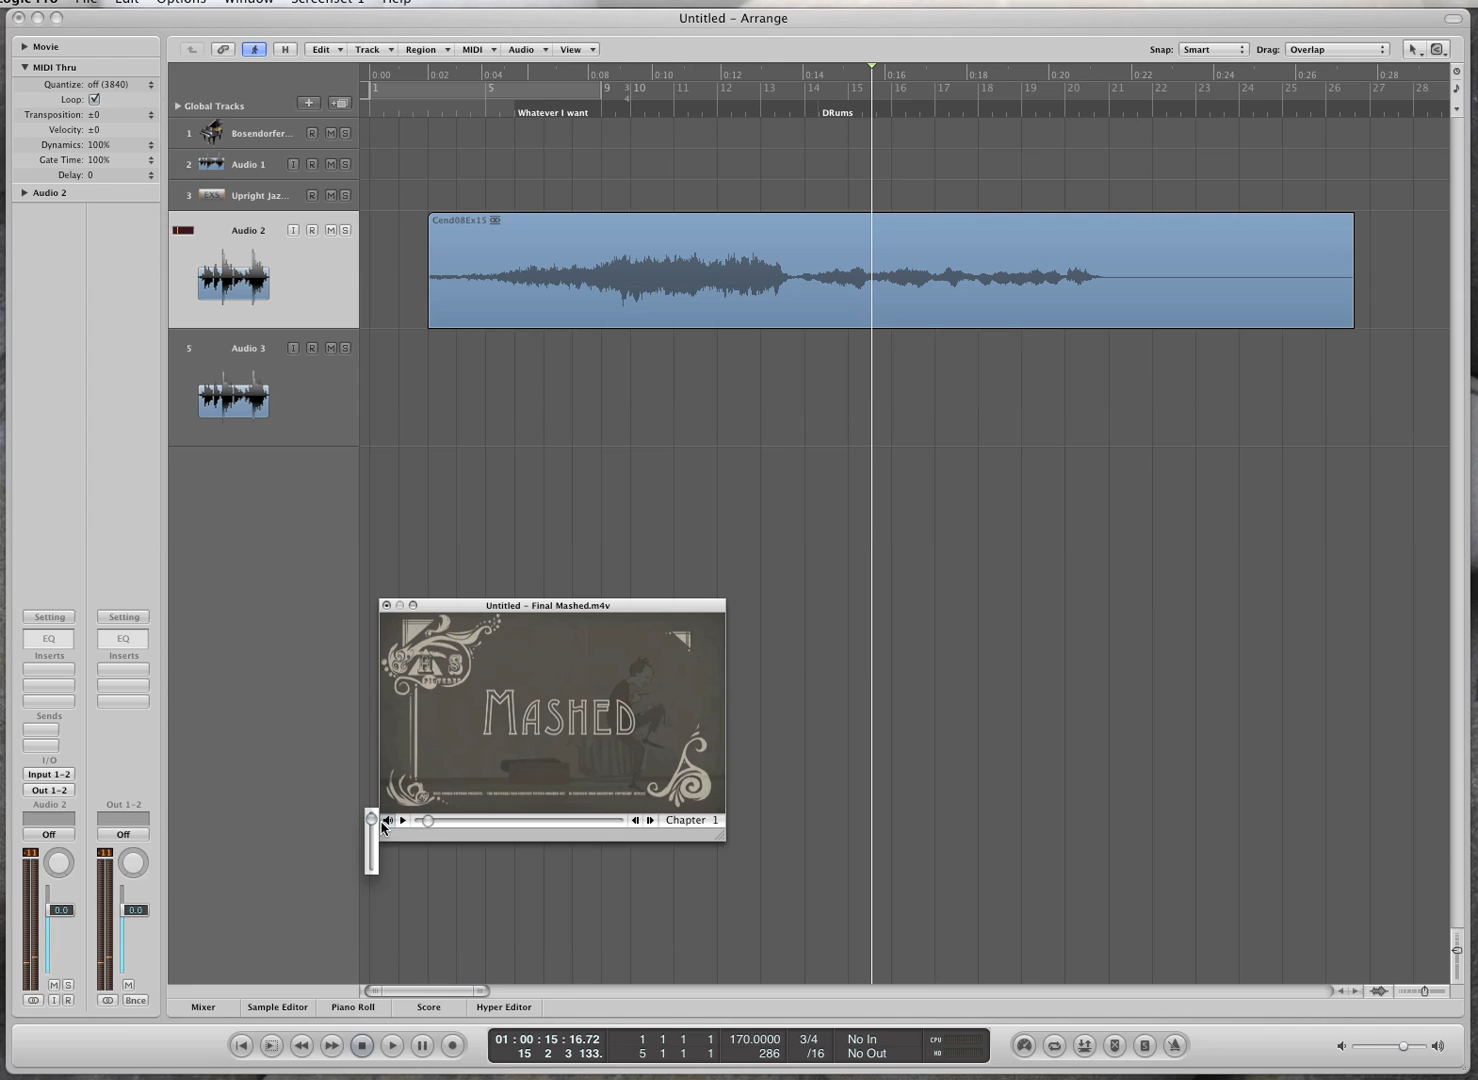 Logic Pro File Edit Options Window Screenset 1 Help
Untitled – Arrange
Movie
MIDI Thru
Quantize: off (3840)
Loop:
Transposition: ±0
Velocity: ±0
Dynamics: 100%
Gate Time: 100%
Delay: 0
Audio 2
H Edit Track Region MIDI Audio View
Snap: Smart Drag: Overlap
0:00 0:02 0:04 0:08 0:10 0:12 0:14 0:16 0:18 0:20 0:22 0:24 0:26 0:28
1 5 9 3 10 11 12 13 14 15 16 17 18 19 20 21 22 23 24 25 26 27 28
4
Global Tracks
Whatever I want
DRums
1 Bosendorfer... R M S
2 Audio 1 I R M S
3 EXS Upright Jaz... R M S
Audio 2 I R M S
Cend08Ex15
5 Audio 3 I R M S
Untitled – Final Mashed.m4v
MASHED
Chapter 1
Setting Setting
EQ EQ
Inserts Inserts
Sends
I/O
Input 1-2
Out 1-2
Audio 2 Out 1-2
Off Off
-11 -11
0.0 0.0
M S M
I R Bnce
Mixer Sample Editor Piano Roll Score Hyper Editor
01 : 00 : 15 : 16.72 1 1 1 1 170.0000 3/4 No In CPU
15 2 3 133. 5 1 1 1 286 /16 No Out HD